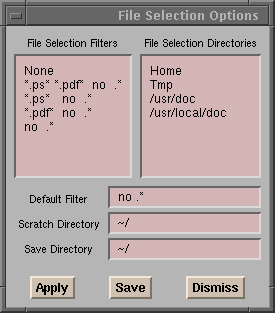 File Selection Options
File Selection Filters
File Selection Directories
None
*.ps* *.pdf* no .*
*.ps* no .*
*.pdf* no .*
no .*
Home
Tmp
/usr/doc
/usr/local/doc
Default Filter
no .*
Scratch Directory
~/
Save Directory
~/
Apply
Save
Dismiss